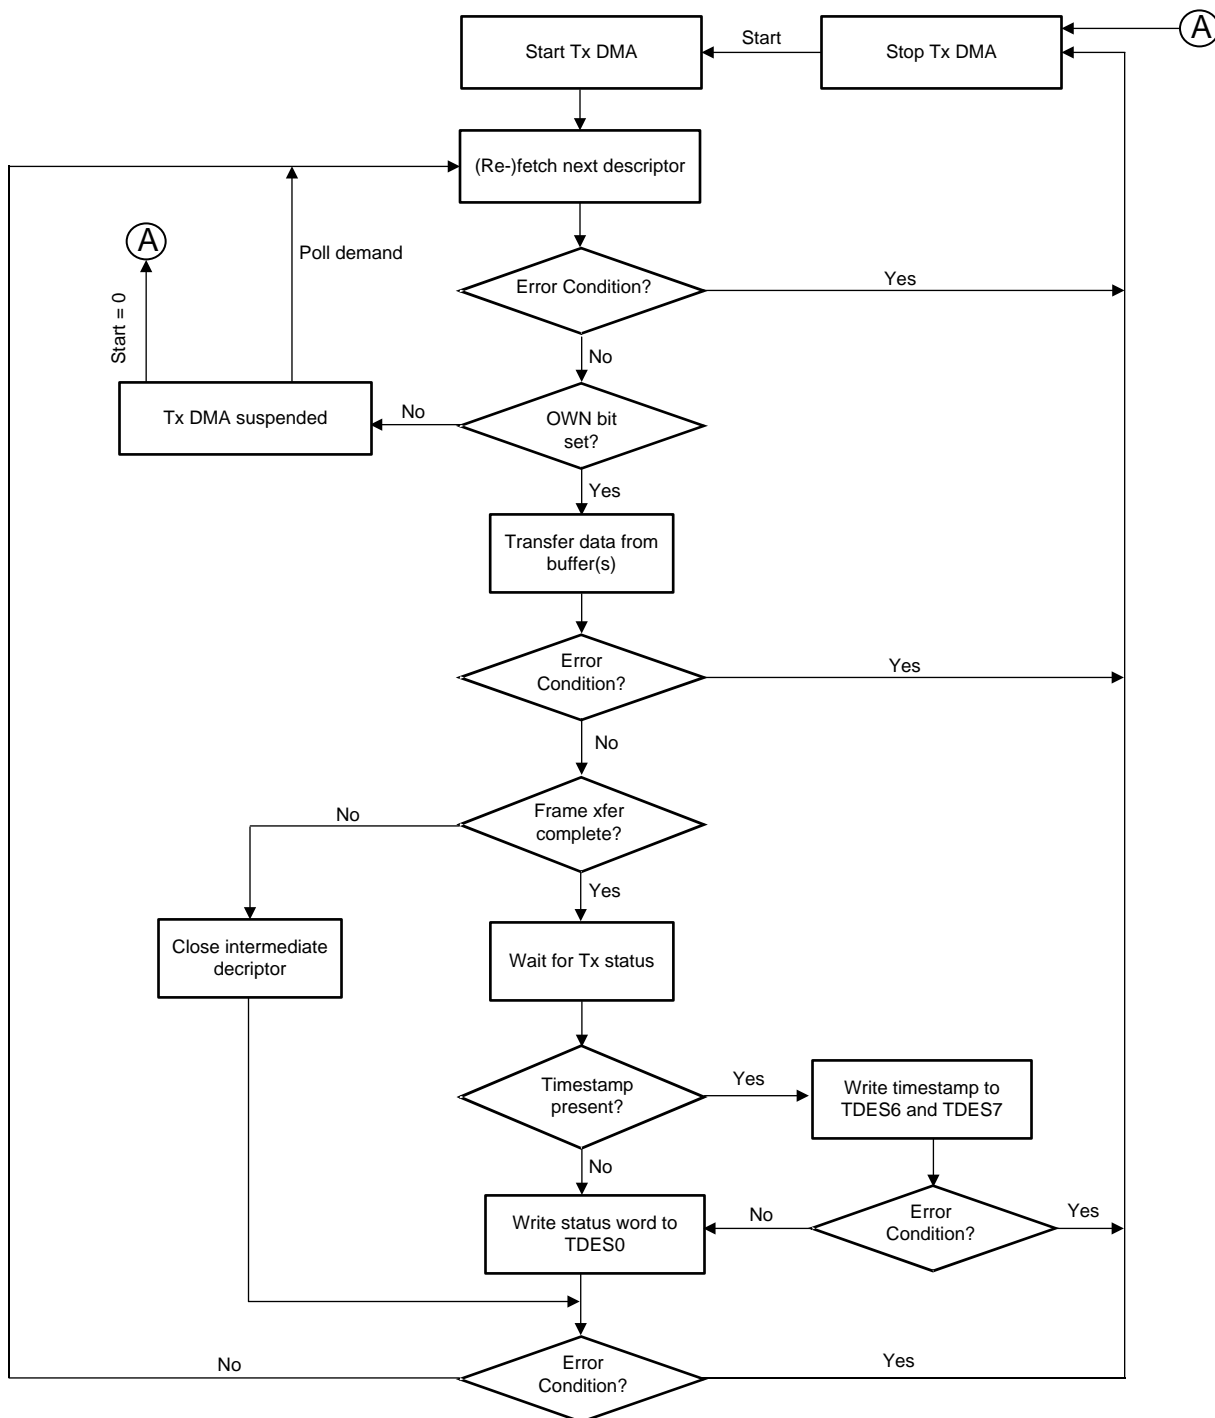 Start Tx DMA
Start
Stop Tx DMA
A
(Re-)fetch next descriptor
A
Poll demand
Start = 0
Error Condition?
Yes
No
Tx DMA suspended
No
OWN bit
set?
Yes
Transfer data from
buffer(s)
Error
Condition?
Yes
No
No
Frame xfer
complete?
Yes
Close intermediate
decriptor
Wait for Tx status
Timestamp
present?
Yes
Write timestamp to
TDES6 and TDES7
No
Write status word to
TDES0
No
Error
Condition?
Yes
No
Error
Condition?
Yes